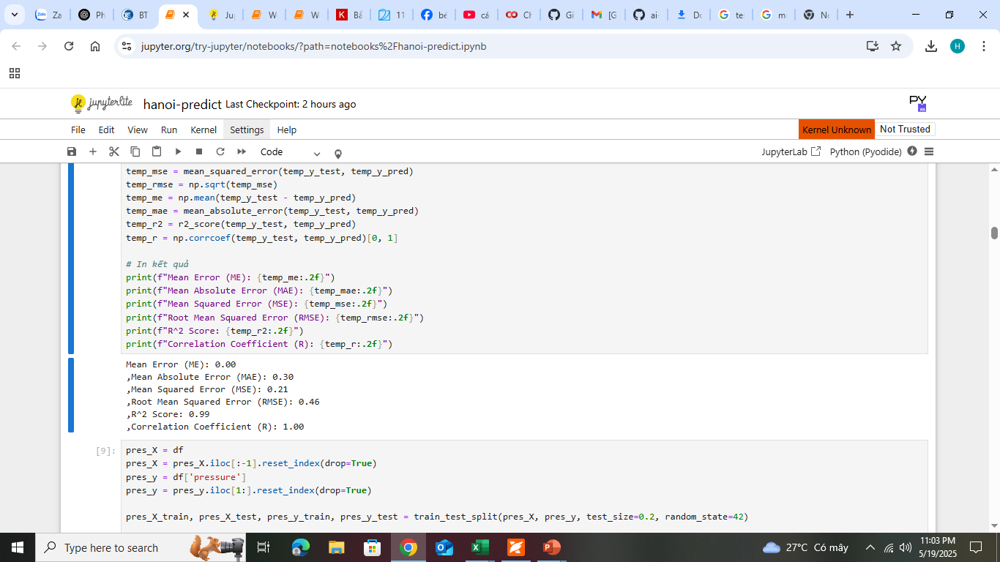 Za
Ph
BT
Ju
W
We
Bả
11
bé
cá
Ch
Gi
[G
ai-
Do
te
m
Ne
jupyter.org/try-jupyter/notebooks/?path=notebooks%2Fhanoi-predict.ipynb
H
jupyterlite
hanoi-predict Last Checkpoint: 2 hours ago
PY
File Edit View Run Kernel Settings Help
Kernel Unknown Not Trusted
Code
JupyterLab Python (Pyodide)
temp_mse = mean_squared_error(temp_y_test, temp_y_pred)
temp_rmse = np.sqrt(temp_mse)
temp_me = np.mean(temp_y_test - temp_y_pred)
temp_mae = mean_absolute_error(temp_y_test, temp_y_pred)
temp_r2 = r2_score(temp_y_test, temp_y_pred)
temp_r = np.corrcoef(temp_y_test, temp_y_pred)[0, 1]
# In kết quả
print(f"Mean Error (ME): {temp_me:.2f}")
print(f"Mean Absolute Error (MAE): {temp_mae:.2f}")
print(f"Mean Squared Error (MSE): {temp_mse:.2f}")
print(f"Root Mean Squared Error (RMSE): {temp_rmse:.2f}")
print(f"R^2 Score: {temp_r2:.2f}")
print(f"Correlation Coefficient (R): {temp_r:.2f}")
Mean Error (ME): 0.00
,Mean Absolute Error (MAE): 0.30
,Mean Squared Error (MSE): 0.21
,Root Mean Squared Error (RMSE): 0.46
,R^2 Score: 0.99
,Correlation Coefficient (R): 1.00
[9]:
pres_X = df
pres_X = pres_X.iloc[:-1].reset_index(drop=True)
pres_y = df['pressure']
pres_y = pres_y.iloc[1:].reset_index(drop=True)
pres_X_train, pres_X_test, pres_y_train, pres_y_test = train_test_split(pres_X, pres_y, test_size=0.2, random_state=42)
Type here to search
27°C Có mây
11:03 PM
5/19/2025